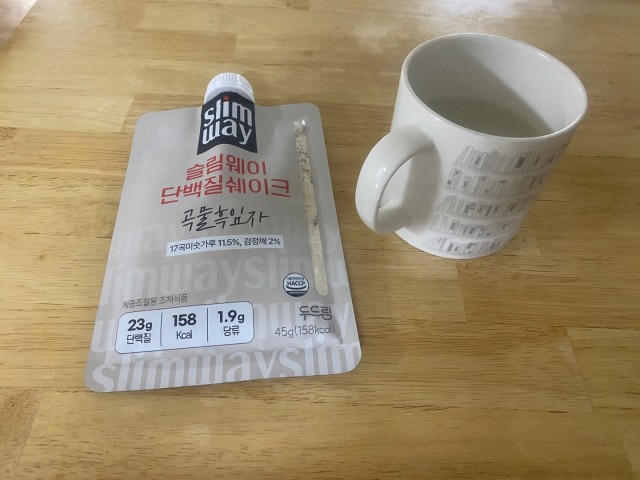 slim
way
슬림웨이
단백질쉐이크
곡물흑임자
17곡미숫가루 11.5%, 검정깨 2%
HACCP
체중조절용 조제식품
두드림
23g
단백질
158
Kcal
1.9g
당류
45g(158kcal)
slimwayslim
slimwayslim